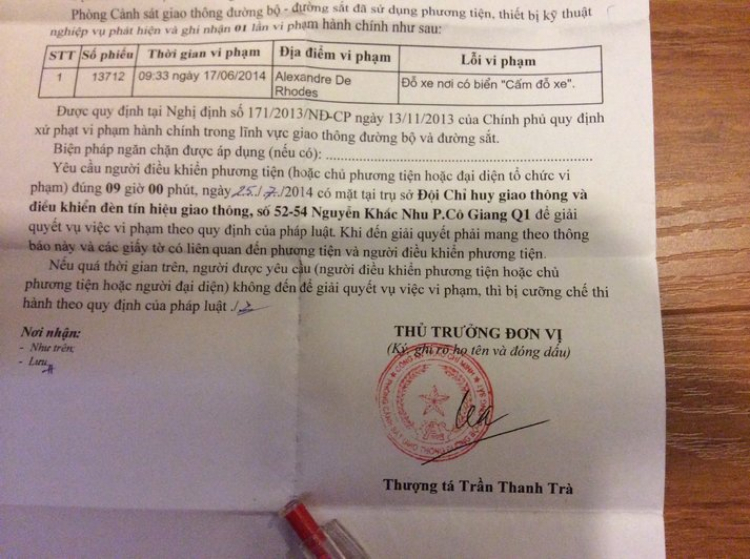 Phòng Cảnh sát giao thông đường bộ - đường sắt đã sử dụng phương tiện, thiết bị kỹ thuật
nghiệp vụ phát hiện và ghi nhận 01 lần vi phạm hành chính như sau:
STT Số phiếu Thời gian vi phạm Địa điểm vi phạm Lỗi vi phạm
1 13712 09:33 ngày 17/06/2014 Alexandre De Đỗ xe nơi có biển "Cấm đỗ xe".
Rhodes
Được quy định tại Nghị định số 171/2013/NĐ-CP ngày 13/11/2013 của Chính phủ quy định
xử phạt vi phạm hành chính trong lĩnh vực giao thông đường bộ và đường sắt.
Biện pháp ngăn chặn được áp dụng (nếu có): ........................................
Yêu cầu người điều khiển phương tiện (hoặc chủ phương tiện hoặc đại diện tổ chức vi
phạm) đúng 09 giờ 00 phút, ngày 25/7/2014 có mặt tại trụ sở Đội Chỉ huy giao thông và
điều khiển đèn tín hiệu giao thông, số 52-54 Nguyễn Khắc Nhu P.Cô Giang Q1 để giải
quyết vụ việc vi phạm theo quy định của pháp luật. Khi đến giải quyết phải mang theo thông
báo này và các giấy tờ có liên quan đến phương tiện và người điều khiển phương tiện.
Nếu quá thời gian trên, người được yêu cầu (người điều khiển phương tiện hoặc chủ
phương tiện hoặc người đại diện) không đến để giải quyết vụ việc vi phạm, thì bị cưỡng chế thi
hành theo quy định của pháp luật ./.
Nơi nhận:
- Như trên;
- Lưu
THỦ TRƯỞNG ĐƠN VỊ
(Ký, ghi rõ họ tên và đóng dấu)
Thượng tá Trần Thanh Trà